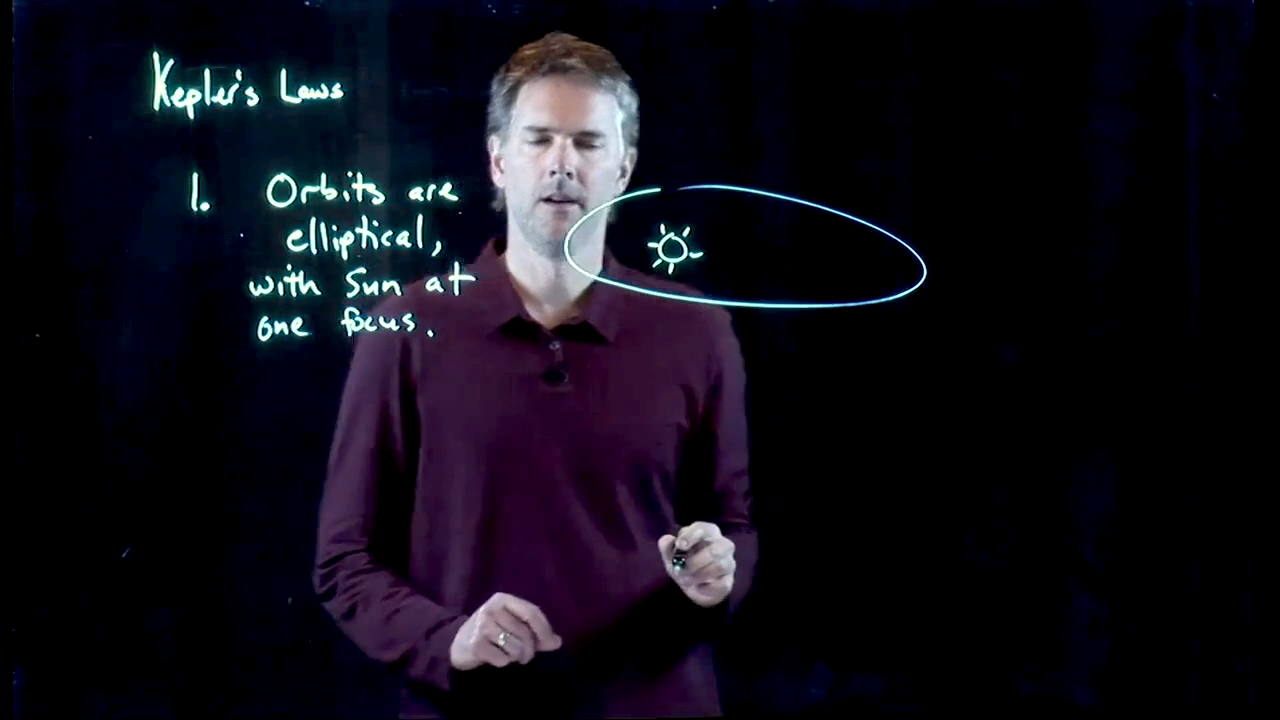 Kepler's Laws
1. Orbits are
elliptical,
with Sun at
one focus.